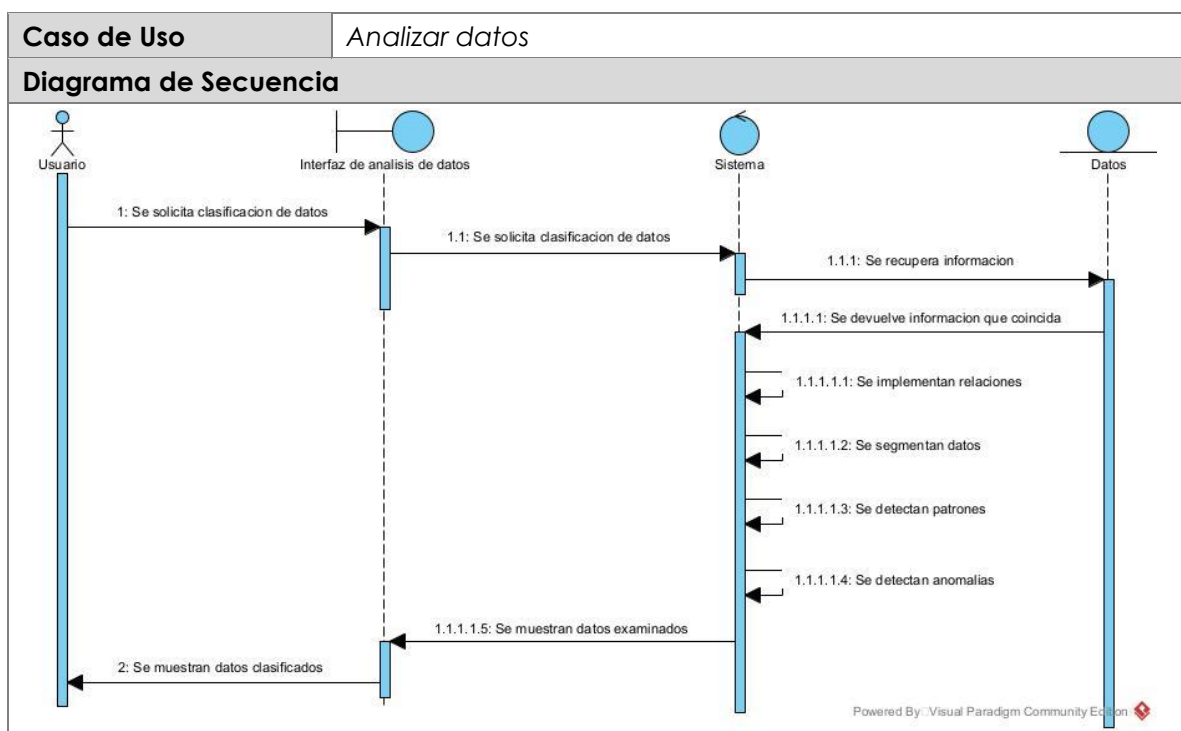 Caso de Uso
Analizar datos
Diagrama de Secuencia
Usuario
Interfaz de analisis de datos
Sistema
Datos
1: Se solicita clasificacion de datos
1.1: Se solicita clasificacion de datos
1.1.1: Se recupera informacion
1.1.1.1: Se devuelve informacion que coincida
1.1.1.1.1: Se implementan relaciones
1.1.1.1.2: Se segmentan datos
1.1.1.1.3: Se detectan patrones
1.1.1.1.4: Se detectan anomalias
1.1.1.1.5: Se muestran datos examinados
2: Se muestran datos clasificados
Powered By Visual Paradigm Community Edition